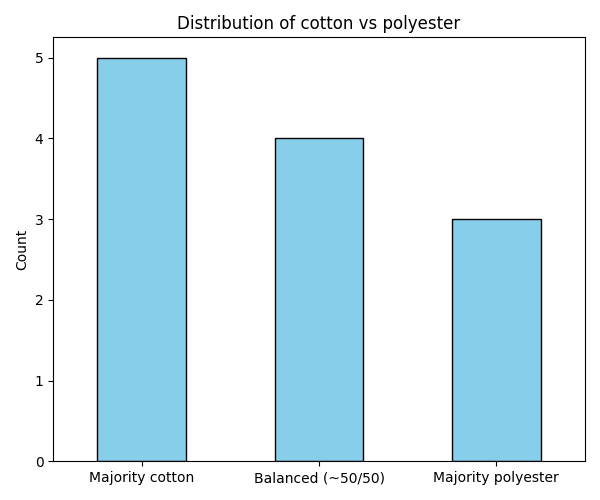 Distribution of cotton vs polyester
Count
5
4
3
2
1
0
Majority cotton
Balanced (~50/50)
Majority polyester